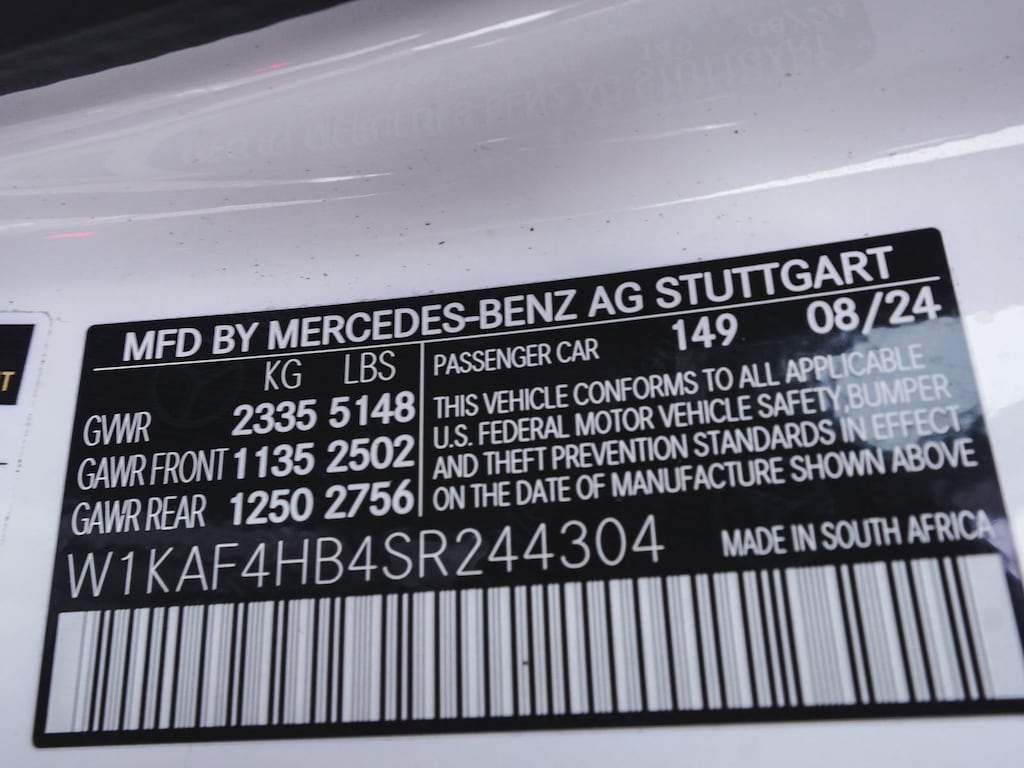 MFD BY MERCEDES-BENZ AG STUTTGART
KG LBS
GVWR 2335 5148
GAWR FRONT 1135 2502
GAWR REAR 1250 2756
PASSENGER CAR 149 08/24
THIS VEHICLE CONFORMS TO ALL APPLICABLE
U.S. FEDERAL MOTOR VEHICLE SAFETY,BUMPER
AND THEFT PREVENTION STANDARDS IN EFFECT
ON THE DATE OF MANUFACTURE SHOWN ABOVE
W1KAF4HB4SR244304
MADE IN SOUTH AFRICA